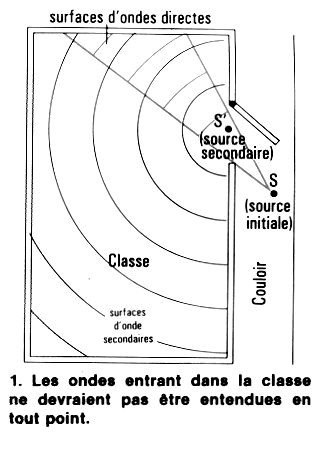 surfaces d'ondes directes
S'
(source
secondaire)
S
(source
initiale)
Classe
Couloir
surfaces
d'onde
secondaires
1. Les ondes entrant dans la classe
ne devraient pas être entendues en
tout point.